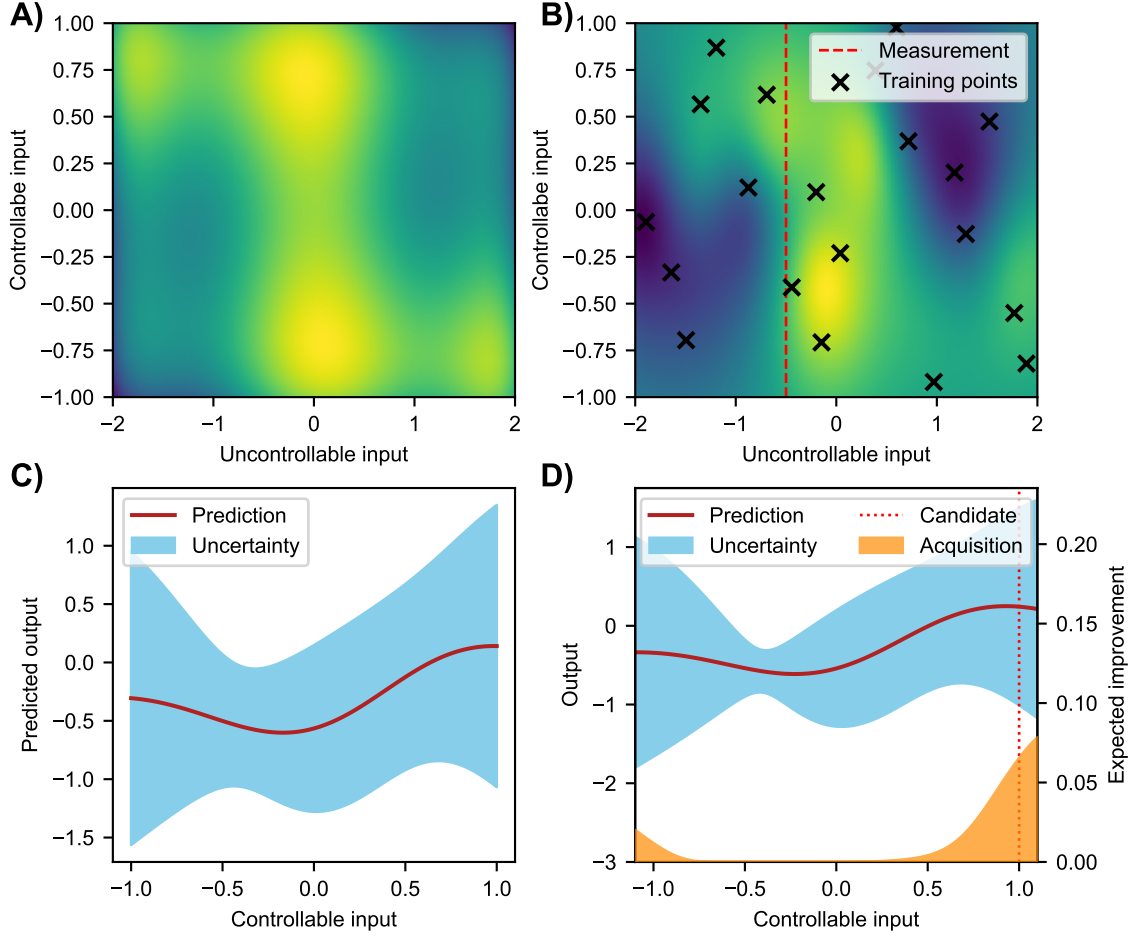 A)
1.00
0.75
0.50
0.25
0.00
−0.25
−0.50
−0.75
−1.00
Controllabe input
−2
−1
0
1
2
Uncontrollable input
B)
1.00
0.75
0.50
0.25
0.00
−0.25
−0.50
−0.75
−1.00
Controllabe input
Measurement
Training points
−2
−1
0
1
2
Uncontrollable input
C)
Prediction
Uncertainty
1.0
0.5
0.0
−0.5
−1.0
−1.5
Predicted output
−1.0
−0.5
0.0
0.5
1.0
Controllable input
D)
Prediction
Uncertainty
Candidate
Acquisition
1
0
−1
−2
−3
Output
0.20
0.15
0.10
0.05
0.00
Expected improvement
−1.0
−0.5
0.0
0.5
1.0
Controllable input